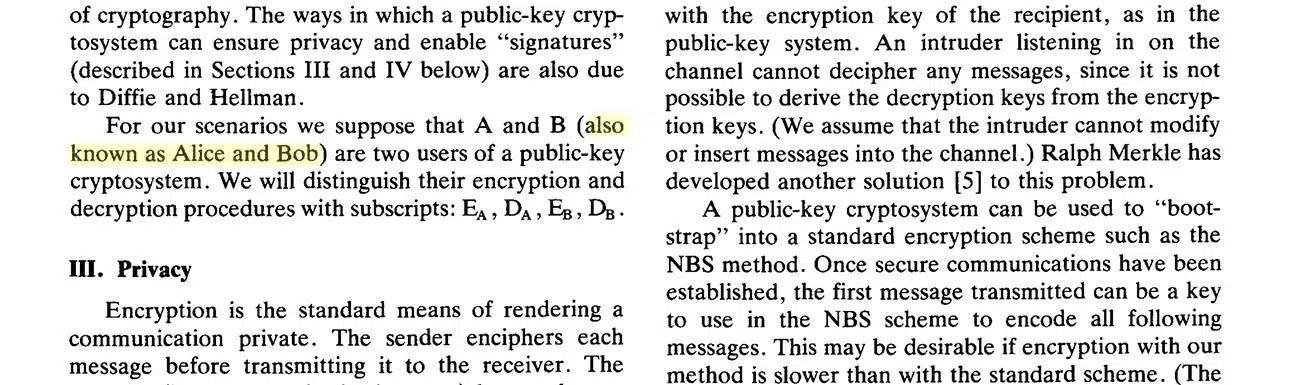 of cryptography. The ways in which a public-key cryp-
tosystem can ensure privacy and enable “signatures”
(described in Sections III and IV below) are also due
to Diffie and Hellman.
For our scenarios we suppose that A and B (also
known as Alice and Bob) are two users of a public-key
cryptosystem. We will distinguish their encryption and
decryption procedures with subscripts: E_A, D_A, E_B, D_B.
III. Privacy
Encryption is the standard means of rendering a
communication private. The sender enciphers each
message before transmitting it to the receiver. The
with the encryption key of the recipient, as in the
public-key system. An intruder listening in on the
channel cannot decipher any messages, since it is not
possible to derive the decryption keys from the encryp-
tion keys. (We assume that the intruder cannot modify
or insert messages into the channel.) Ralph Merkle has
developed another solution [5] to this problem.
A public-key cryptosystem can be used to “boot-
strap” into a standard encryption scheme such as the
NBS method. Once secure communications have been
established, the first message transmitted can be a key
to use in the NBS scheme to encode all following
messages. This may be desirable if encryption with our
method is slower than with the standard scheme. (The